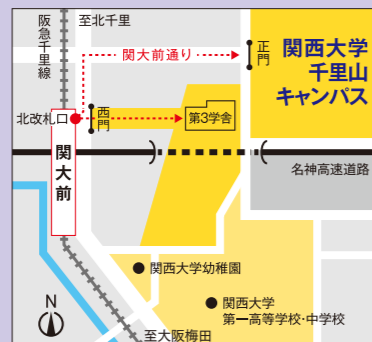 阪急千里線
至北千里
関大前通り
正門
関西大学
千里山
キャンパス
北改札口
西門
第3学舎
関大前
名神高速道路
関西大学幼稚園
関西大学
第一高等学校・中学校
N
至大阪梅田